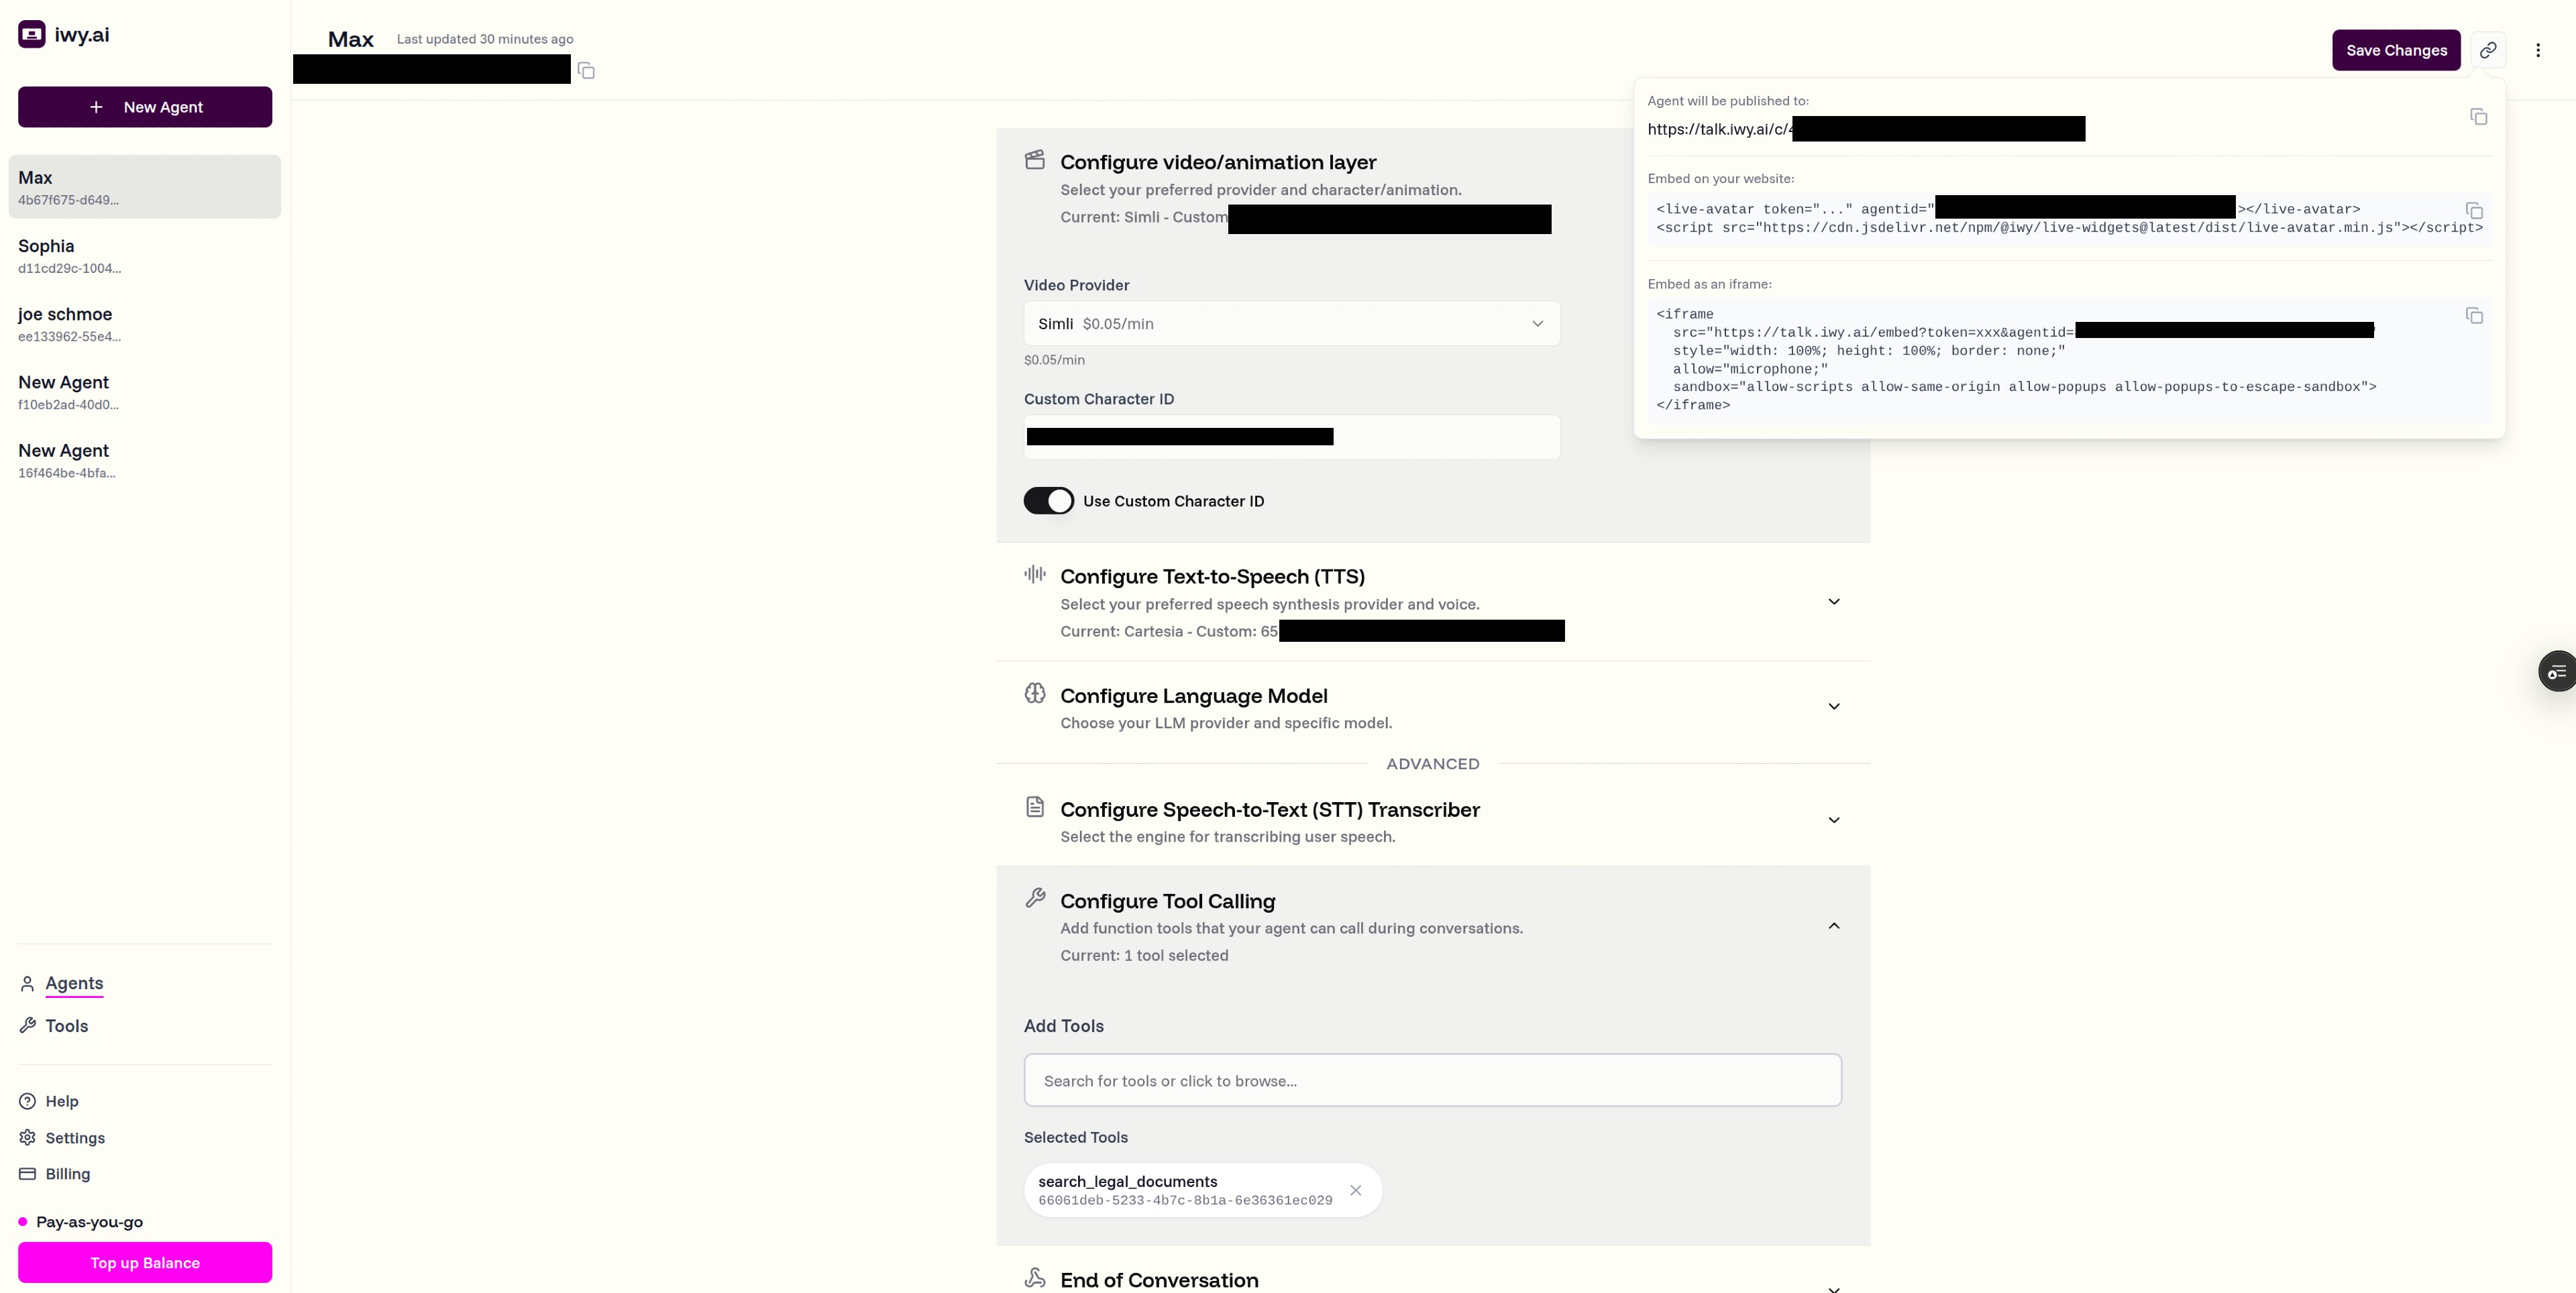 iwy.ai
New Agent
Max
4b67f675-d649...
Sophia
d11cd29c-1004...
joe schmoe
ee133962-55e4...
New Agent
f10eb2ad-40d0...
New Agent
16f464be-4bfa...
Agents
Tools
Help
Settings
Billing
Pay-as-you-go
Top up Balance
Max Last updated 30 minutes ago
Save Changes
Agent will be published to:
https://talk.iwy.ai/c/4
Embed on your website:
<live-avatar token="..." agentid="></live-avatar>
<script src="https://cdn.jsdelivr.net/npm/@iwy/live-widgets@latest/dist/live-avatar.min.js"></script>
Embed as an iframe:
<iframe
src="https://talk.iwy.ai/embed?token=xxx&agentid=
style="width: 100%; height: 100%; border: none;"
allow="microphone;"
sandbox="allow-scripts allow-same-origin allow-popups allow-popups-to-escape-sandbox">
</iframe>
Configure video/animation layer
Select your preferred provider and character/animation.
Current: Simli - Custom
Video Provider
Simli $0.05/min
$0.05/min
Custom Character ID
Use Custom Character ID
Configure Text-to-Speech (TTS)
Select your preferred speech synthesis provider and voice.
Current: Cartesia - Custom: 65
Configure Language Model
Choose your LLM provider and specific model.
ADVANCED
Configure Speech-to-Text (STT) Transcriber
Select the engine for transcribing user speech.
Configure Tool Calling
Add function tools that your agent can call during conversations.
Current: 1 tool selected
Add Tools
Search for tools or click to browse...
Selected Tools
search_legal_documents
66061deb-5233-4b7c-8b1a-6e36361ec029
End of Conversation